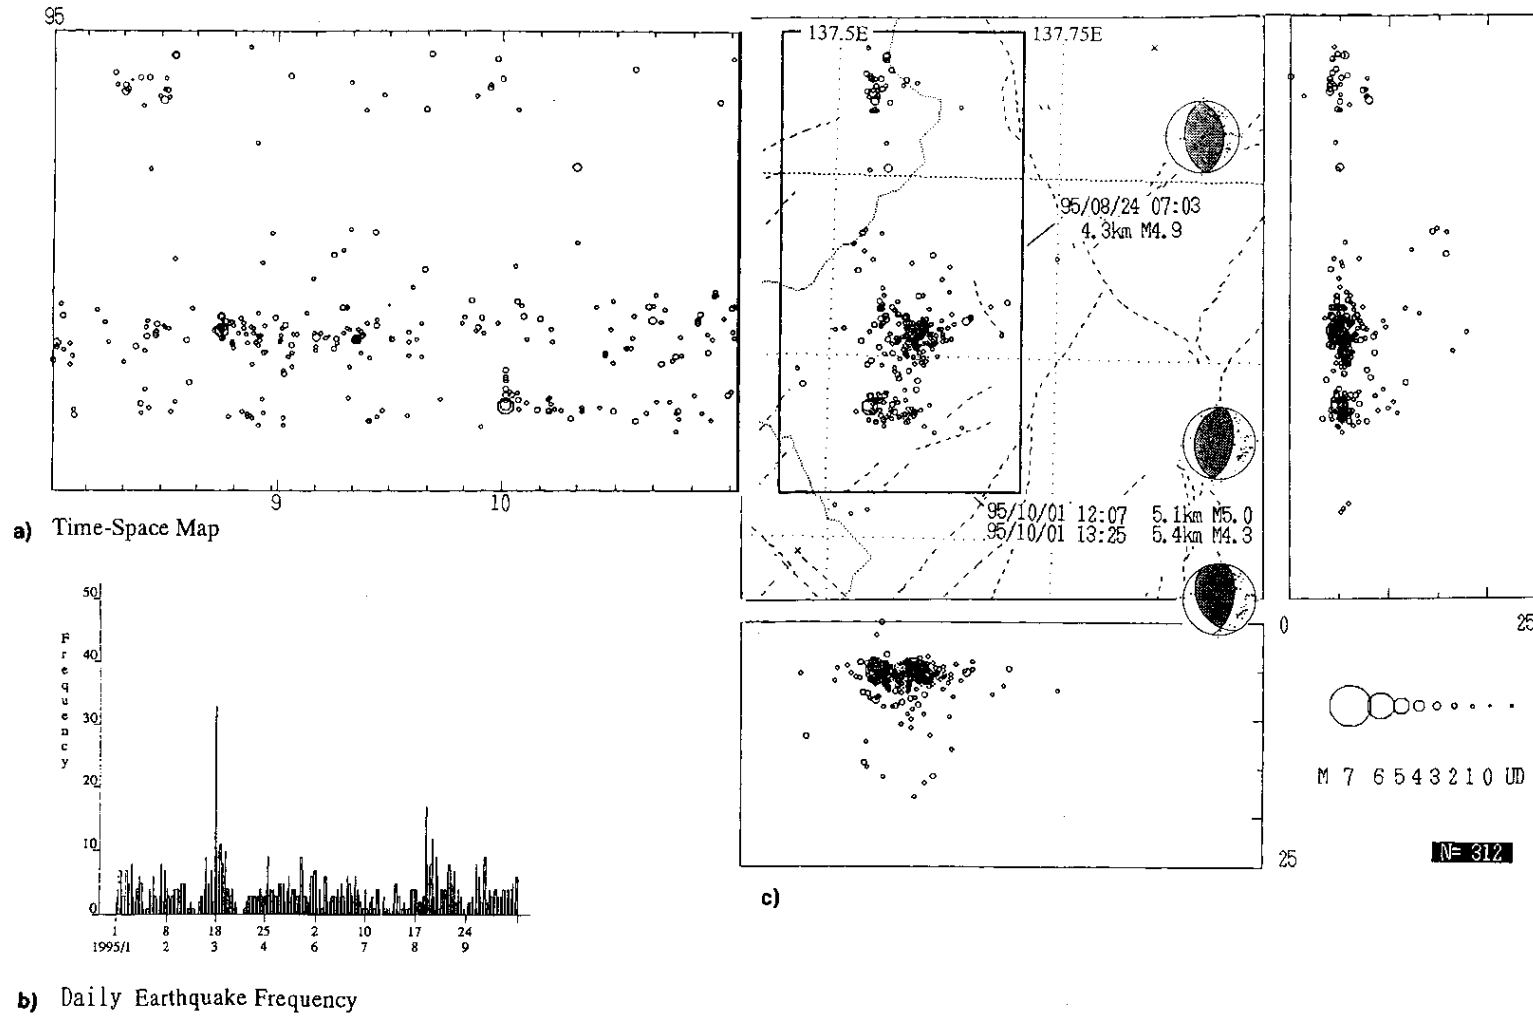 95
9
10
a) Time-Space Map
137.5E
137.75E
95/08/24 07:03
4.3km M4.9
95/10/01 12:07 5.1km M5.0
95/10/01 13:25 5.4km M4.3
25
0
25
M 7 6 5 4 3 2 1 0 UD
N= 312
c)
Frequency
50
40
30
20
10
0
1 8 18 25 2 10 17 24
1995/1 2 3 4 6 7 8 9
b) Daily Earthquake Frequency